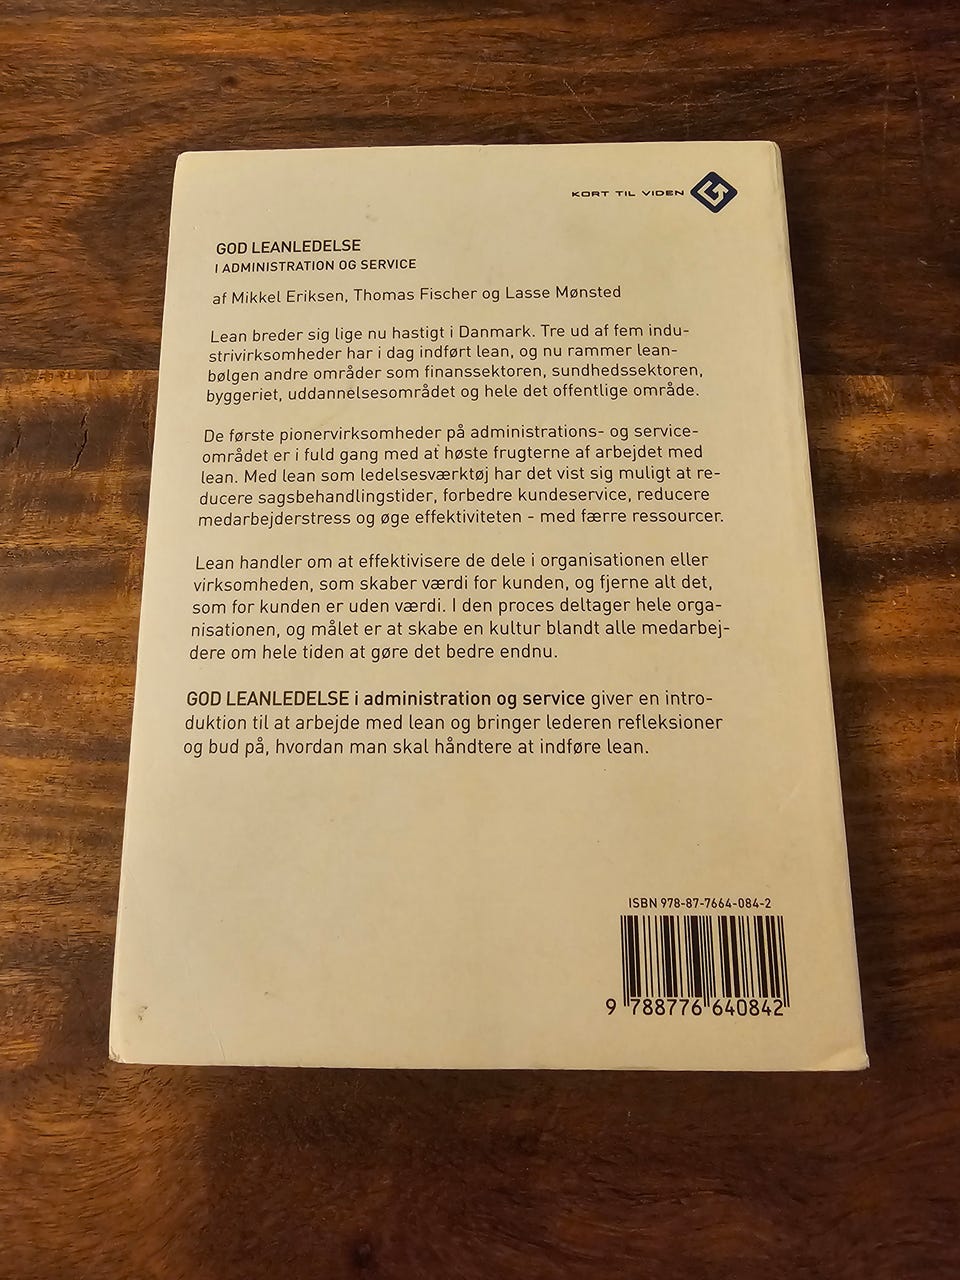 KORT TIL VIDEN
GOD LEANLEDELSE
I ADMINISTRATION OG SERVICE
af Mikkel Eriksen, Thomas Fischer og Lasse Mønsted
Lean breder sig lige nu hastigt i Danmark. Tre ud af fem indu-
strivirksomheder har i dag indført lean, og nu rammer lean-
bølgen andre områder som finanssektoren, sundhedssektoren,
byggeriet, uddannelsesområdet og hele det offentlige område.
De første pionervirksomheder på administrations- og service-
området er i fuld gang med at høste frugterne af arbejdet med
lean. Med lean som ledelsesværktøj har det vist sig muligt at re-
ducere sagsbehandlingstider, forbedre kundeservice, reducere
medarbejderstress og øge effektiviteten - med færre ressourcer.
Lean handler om at effektivisere de dele i organisationen eller
virksomheden, som skaber værdi for kunden, og fjerne alt det,
som for kunden er uden værdi. I den proces deltager hele orga-
nisationen, og målet er at skabe en kultur blandt alle medarbej-
dere om hele tiden at gøre det bedre endnu.
GOD LEANLEDELSE i administration og service giver en intro-
duktion til at arbejde med lean og bringer lederen refleksioner
og bud på, hvordan man skal håndtere at indføre lean.
ISBN 978-87-7664-084-2
9 788776 640842